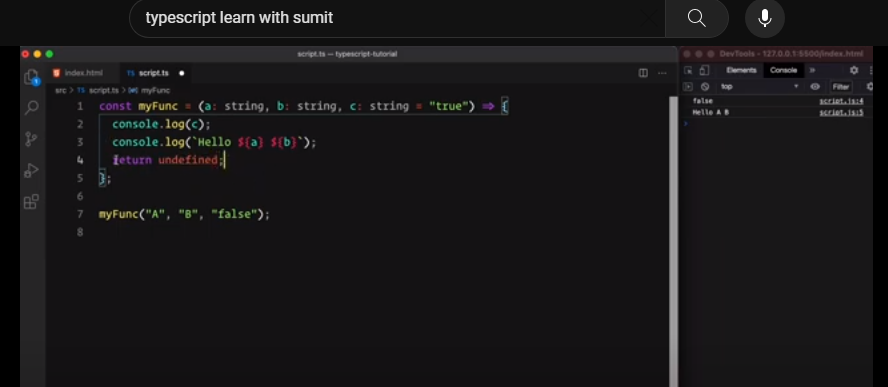 typescript learn with sumit
script.ts — typescript-tutorial
DevTools - 127.0.0.1:5500/index.html
index.html
TS script.ts
Elements Console »
src > TS script.ts > myFunc
top
Filter
1 const myFunc = (a: string, b: string, c: string = "true") => {
2 console.log(c);
3 console.log(`Hello ${a} ${b}`);
4 return undefined;
5 };
6
7 myFunc("A", "B", "false");
8
false script.js:4
Hello A B script.js:5